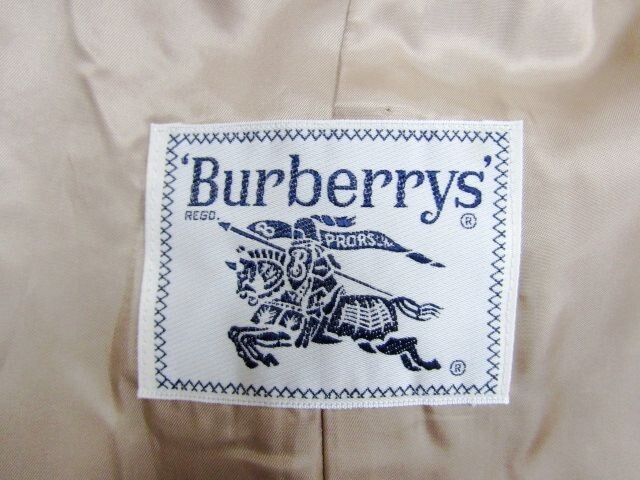 'Burberrys'
REGD. ®
B PRORSUM
B
®